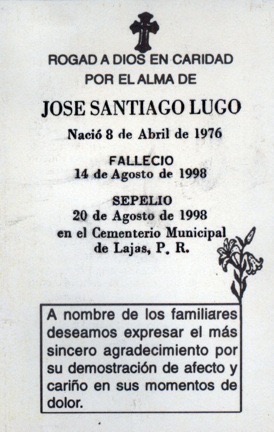 ROGAD A DIOS EN CARIDAD
POR EL ALMA DE
JOSE SANTIAGO LUGO
Nació 8 de Abril de 1976
FALLECIO
14 de Agosto de 1998
SEPELIO
20 de Agosto de 1998
en el Cementerio Municipal
de Lajas, P. R.
A nombre de los familiares
deseamos expresar el más
sincero agradecimiento por
su demostración de afecto y
cariño en sus momentos de
dolor.